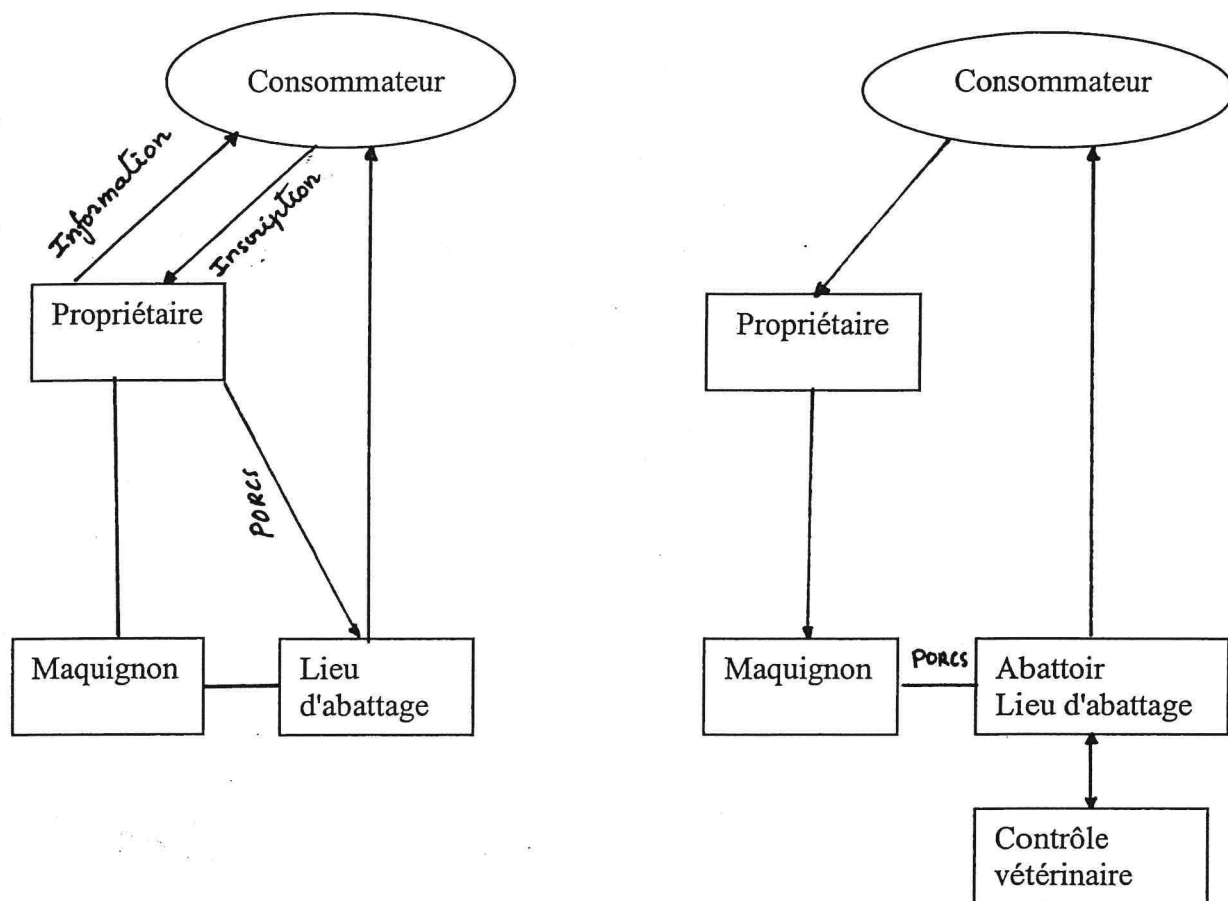 Consommateur
Information
Inscription
Propriétaire
PORCS
Maquignon
Lieu
d'abattage
Consommateur
Propriétaire
Maquignon
PORCS
Abattoir
Lieu d'abattage
Contrôle
vétérinaire